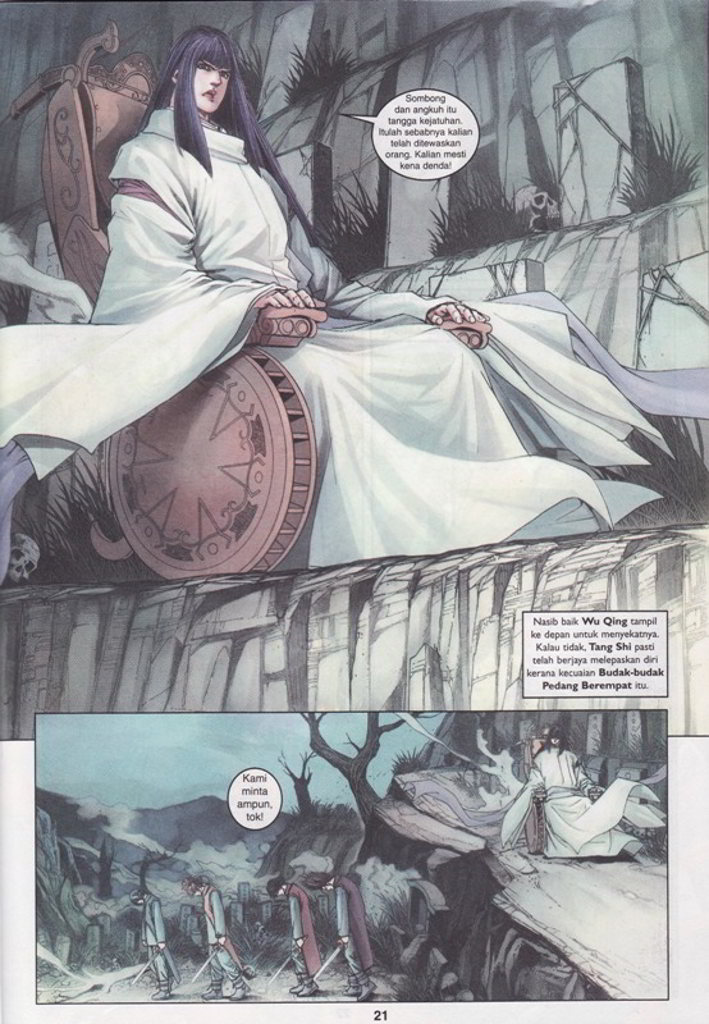 Sombong
dan angkuh itu
tangga kejatuhan.
Itulah sebabnya kalian
telah ditewaskan
orang. Kalian mesti
kena denda!
Nasib baik Wu Qing tampil
ke depan untuk menyekatnya.
Kalau tidak, Tang Shi pasti
telah berjaya melepaskan diri
kerana kecuaian Budak-budak
Pedang Berempat itu.
Kami
minta
ampun,
tok!
21